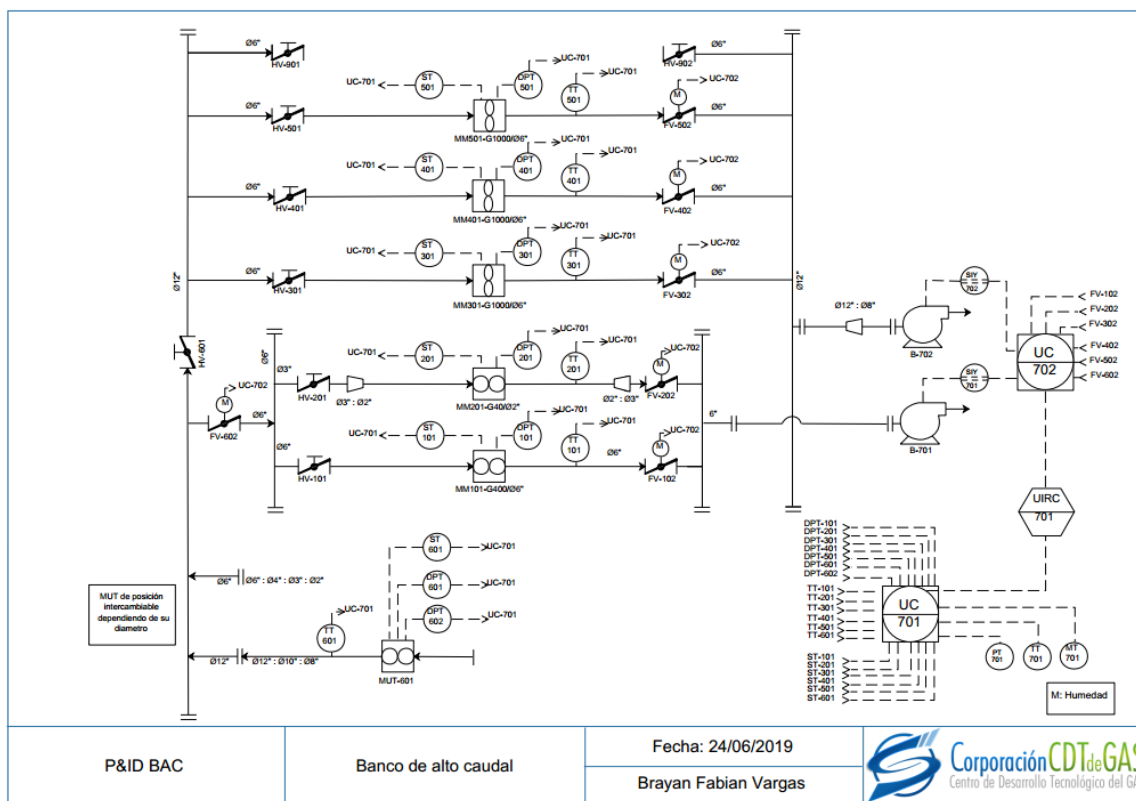 Ø6"
HV-901
Ø6"
HV-902
UC-701
ST
501
DPT
501
UC-701
UC-701
TT
501
UC-702
M
Ø6"
HV-501
MM501-G1000/Ø6"
FV-502
Ø6"
UC-701
ST
401
DPT
401
UC-701
UC-701
TT
401
UC-702
M
Ø6"
HV-401
MM401-G1000/Ø6"
FV-402
Ø6"
UC-701
ST
301
DPT
301
UC-701
UC-701
TT
301
UC-702
M
Ø6"
HV-301
MM301-G1000/Ø6"
FV-302
Ø6"
Ø12"
Ø12"
HV-601
Ø12" : Ø8"
B-702
SIY
702
FV-102
FV-202
FV-302
FV-402
FV-502
FV-602
UC
702
SIY
701
B-701
Ø6"
Ø3"
UC-701
ST
201
DPT
201
UC-701
UC-701
TT
201
UC-702
M
HV-201
Ø3" : Ø2"
MM201-G40/Ø2"
Ø2" : Ø3"
FV-202
UC-702
M
Ø6"
FV-602
Ø6"
UC-701
ST
101
DPT
101
UC-701
UC-701
TT
101
Ø6"
UC-702
M
6"
HV-101
MM101-G400/Ø6"
FV-102
UIRC
701
ST
601
UC-701
DPT
601
UC-701
DPT
602
UC-701
UC-701
TT
601
Ø6"
Ø6" : Ø4" : Ø3" : Ø2"
MUT de posición
intercambiable
dependiendo de su
diametro
Ø12"
Ø12" : Ø10" : Ø8"
MUT-601
DPT-101
DPT-201
DPT-301
DPT-401
DPT-501
DPT-601
DPT-602
TT-101
TT-201
TT-301
TT-401
TT-501
TT-601
UC
701
ST-101
ST-201
ST-301
ST-401
ST-501
ST-601
PT
701
TT
701
MT
701
M: Humedad
P&ID BAC
Banco de alto caudal
Fecha: 24/06/2019
Brayan Fabian Vargas
Corporación CDT de GAS
Centro de Desarrollo Tecnológico del GA